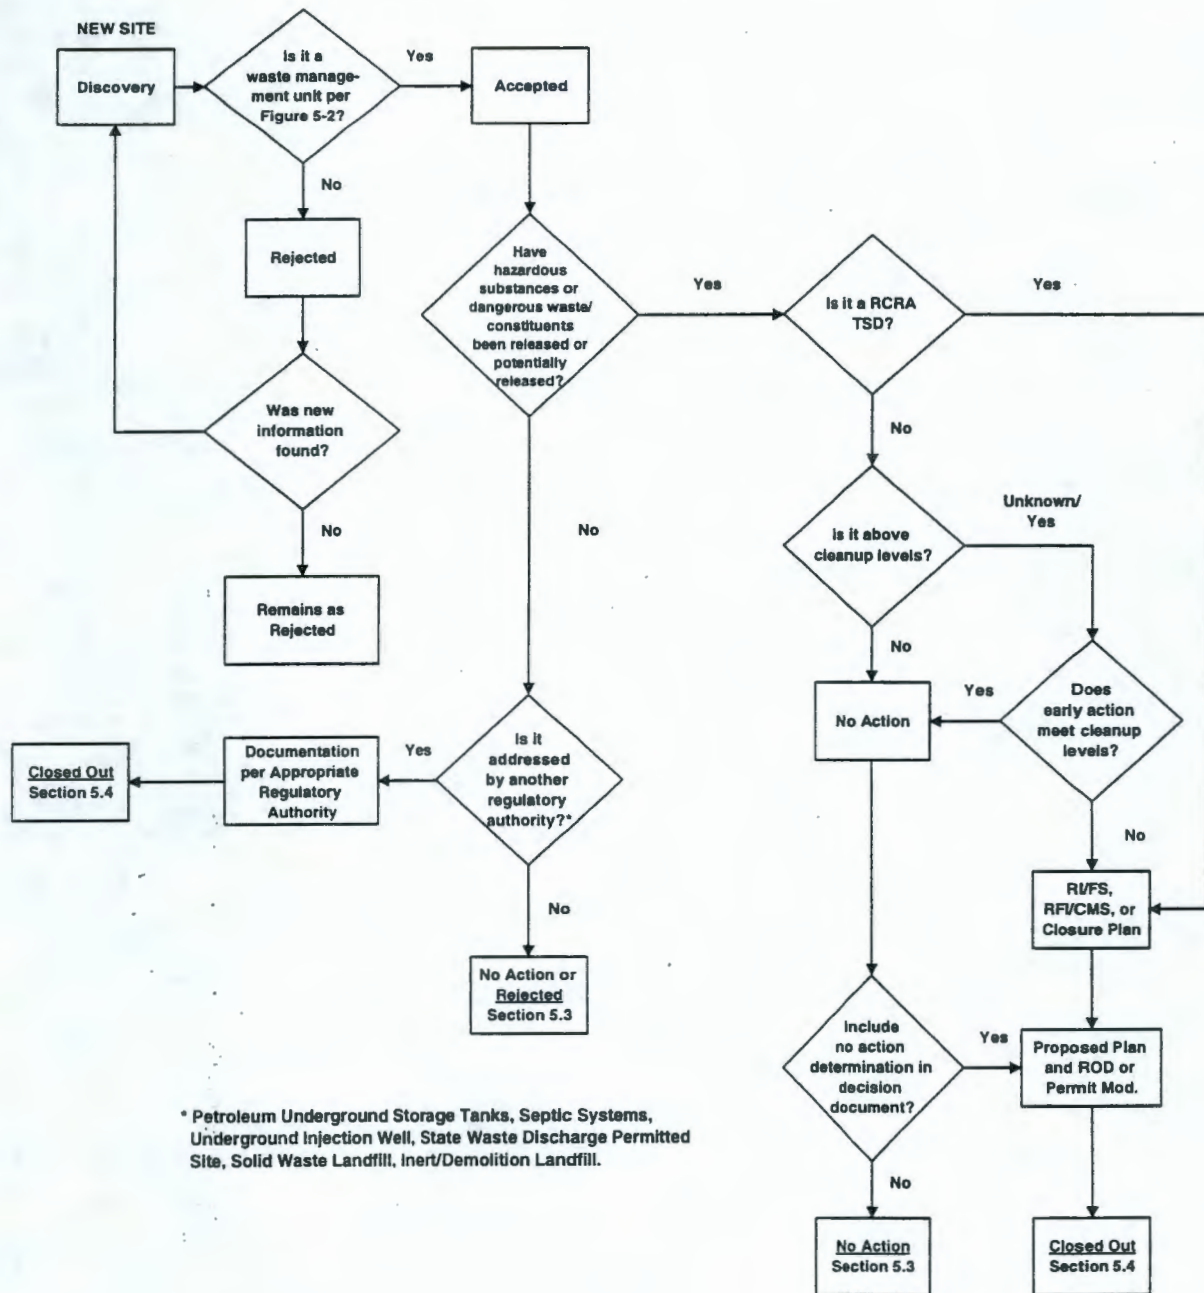 NEW SITE
Discovery
Is it a
waste manage-
ment unit per
Figure 5-2?
Yes
Accepted
No
Rejected
Was new
information
found?
No
Remains as
Rejected
Have
hazardous
substances or
dangerous waste/
constituents
been released or
potentially
released?
Yes
Is it a RCRA
TSD?
Yes
No
No
Is it above
cleanup levels?
Unknown/
Yes
No
No Action
Yes
Does
early action
meet cleanup
levels?
No
Is it
addressed
by another
regulatory
authority?*
Yes
Documentation
per Appropriate
Regulatory
Authority
Closed Out
Section 5.4
No
No Action or
Rejected
Section 5.3
RI/FS,
RFI/CMS, or
Closure Plan
Include
no action
determination in
decision
document?
Yes
Proposed Plan
and ROD or
Permit Mod.
No
No Action
Section 5.3
Closed Out
Section 5.4
* Petroleum Underground Storage Tanks, Septic Systems,
Underground Injection Well, State Waste Discharge Permitted
Site, Solid Waste Landfill, Inert/Demolition Landfill.